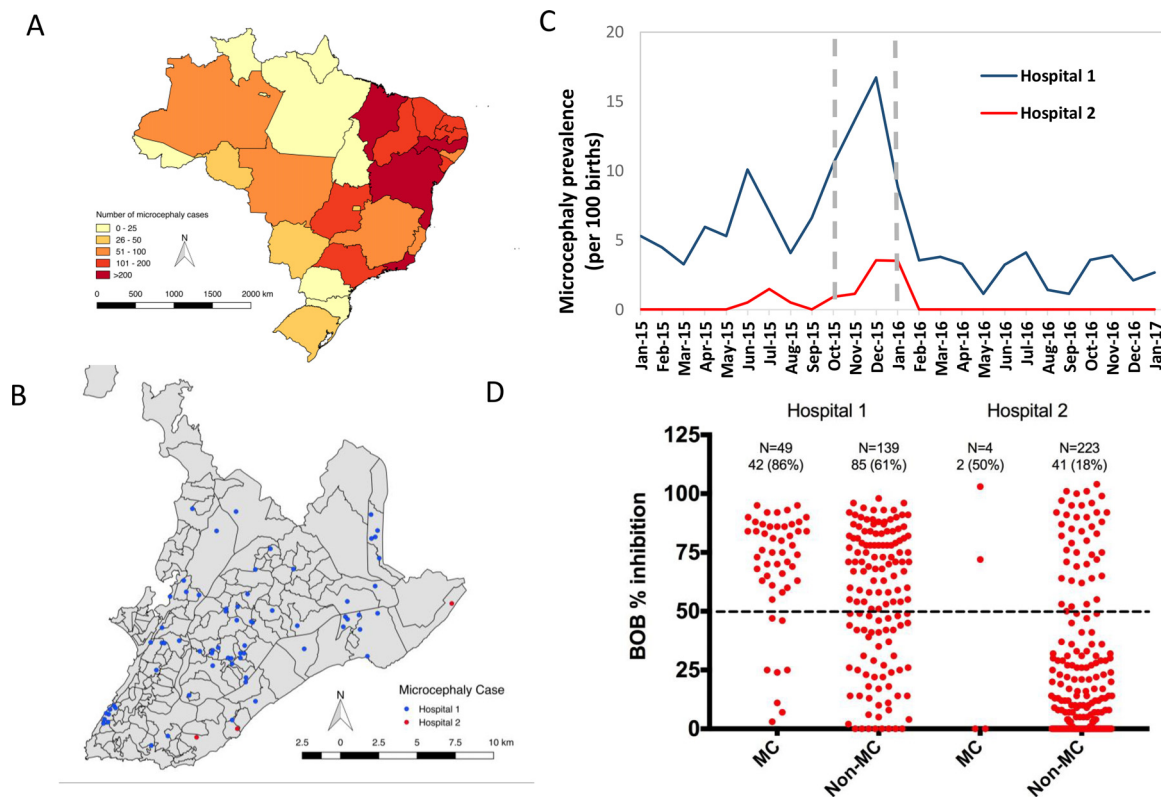 A
Number of microcephaly cases
0 - 25
26 - 50
51 - 100
101 - 200
>200
N
0 500 1000 1500 2000 km
B
Microcephaly Case
Hospital 1
Hospital 2
N
2.5 0 2.5 5 7.5 10 km
C
Microcephaly prevalence
(per 100 births)
20
15
10
5
0
Hospital 1
Hospital 2
Jan-15
Feb-15
Mar-15
Apr-15
May-15
Jun-15
Jul-15
Aug-15
Sep-15
Oct-15
Nov-15
Dec-15
Jan-16
Feb-16
Mar-16
Apr-16
May-16
Jun-16
Jul-16
Aug-16
Sep-16
Oct-16
Nov-16
Dec-16
Jan-17
D
Hospital 1 Hospital 2
N=49 N=139 N=4 N=223
42 (86%) 85 (61%) 2 (50%) 41 (18%)
BOB % inhibition
125
100
75
50
25
0
MC Non-MC MC Non-MC